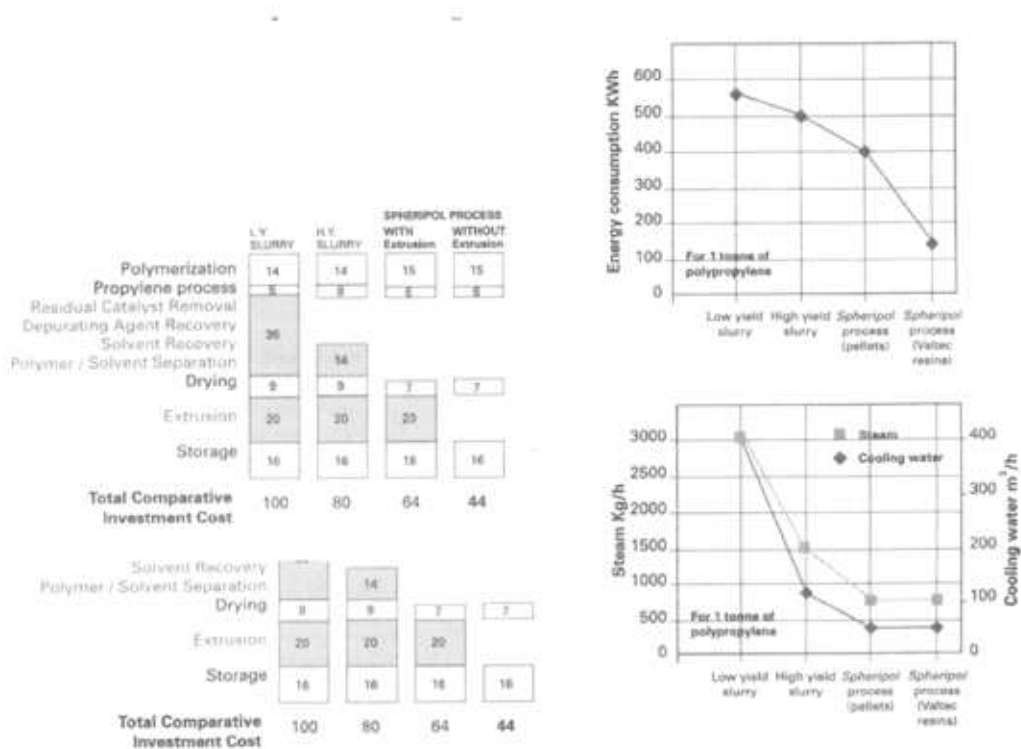 SPHERIPOL PROCESS
L.Y. SLURRY H.Y. SLURRY WITH Extrusion WITHOUT Extrusion
Polymerization 14 14 15 15
Propylene process 5
Residual Catalyst Removal
Depurating Agent Recovery 36
Solvent Recovery
Polymer / Solvent Separation 14
Drying 9 9 7 7
Extrusion 20 20 20
Storage 16 16 16 16
Total Comparative 100 80 64 44
Investment Cost
Solvent Recovery
Polymer / Solvent Separation 14
Drying 9 9 7 7
Extrusion 20 20 20
Storage 16 16 16 16
Total Comparative 100 80 64 44
Investment Cost
Energy consumption KWh
600
500
400
300
200
100
0
For 1 tonne of
polypropylene
Low yield slurry High yield slurry Spheripol process (pellets) Spheripol process (Valtec resins)
Steam Kg/h
3000
2500
2000
1500
1000
500
0
Steam
Cooling water
For 1 tonne of
polypropylene
400
300
200
100
0
Cooling water m³/h
Low yield slurry High yield slurry Spheripol process (pellets) Spheripol process (Valtec resins)